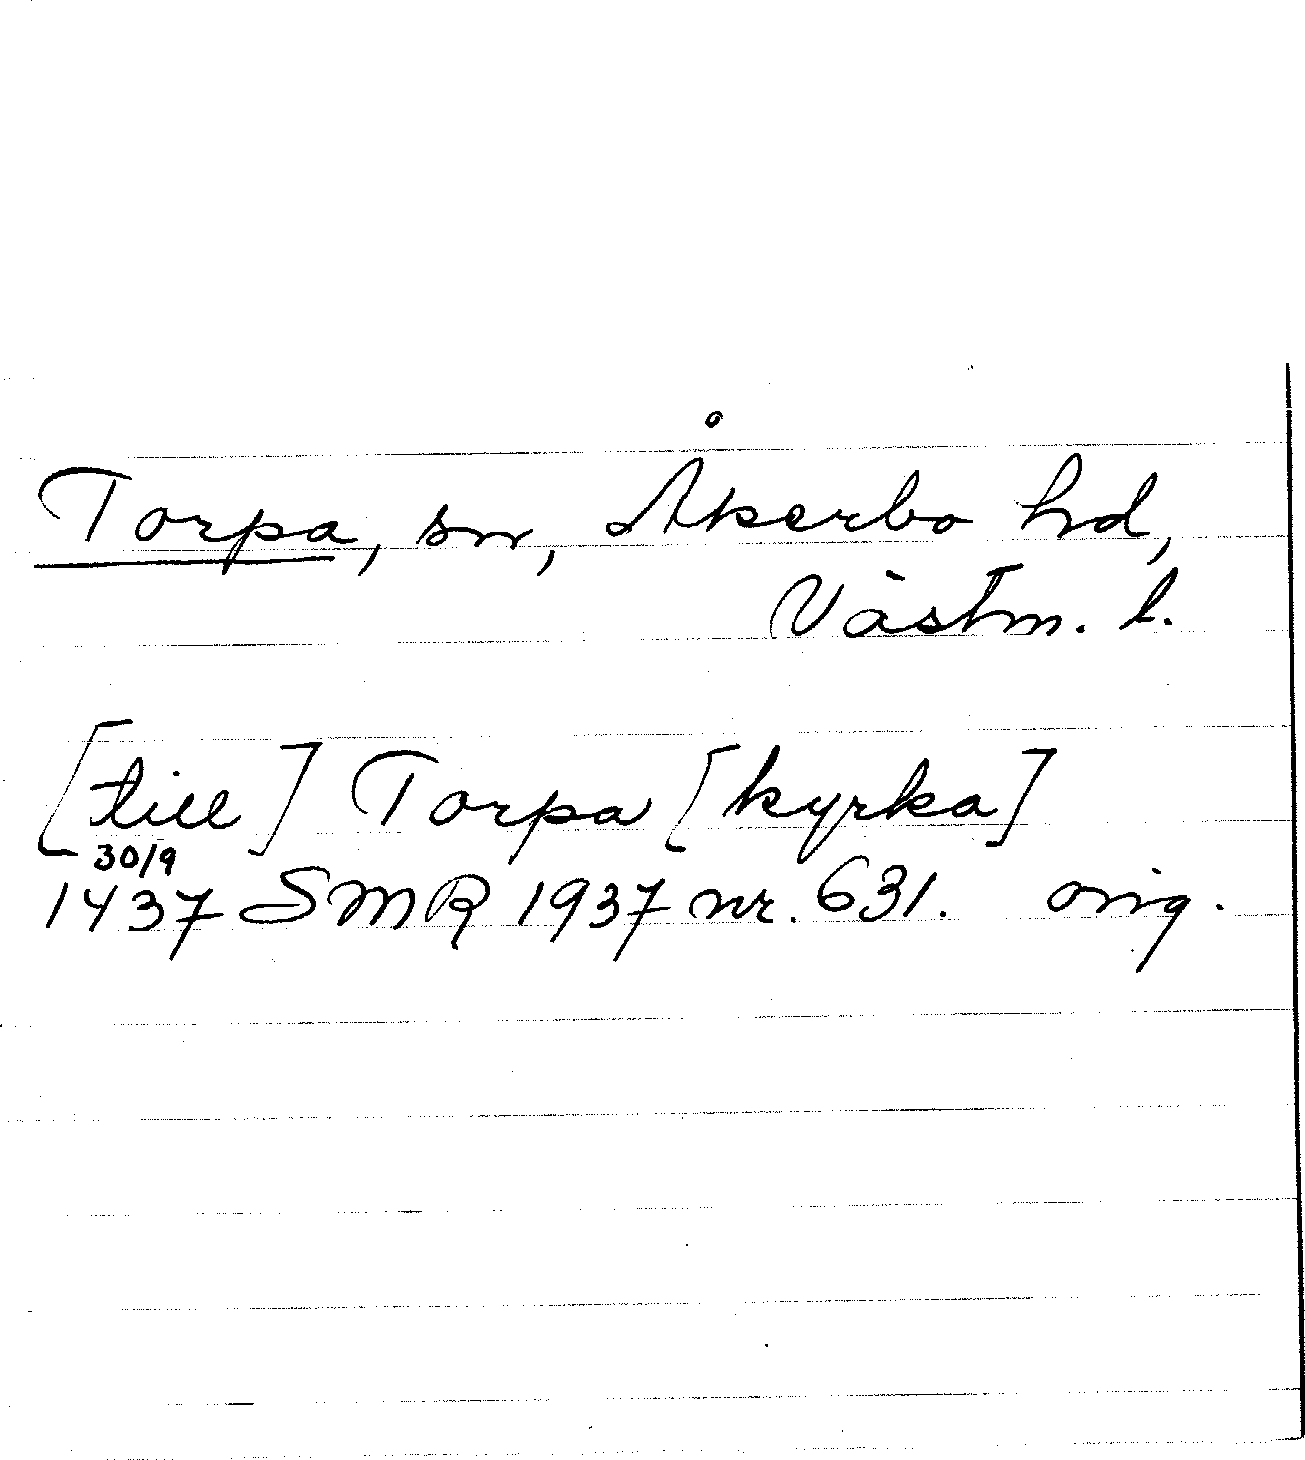 Torpa, sn, Åkerbo hd,
Västm. l.
[till] Torpa [kyrka]
30/9
1437 SMR 1937 nr. 631. orig.